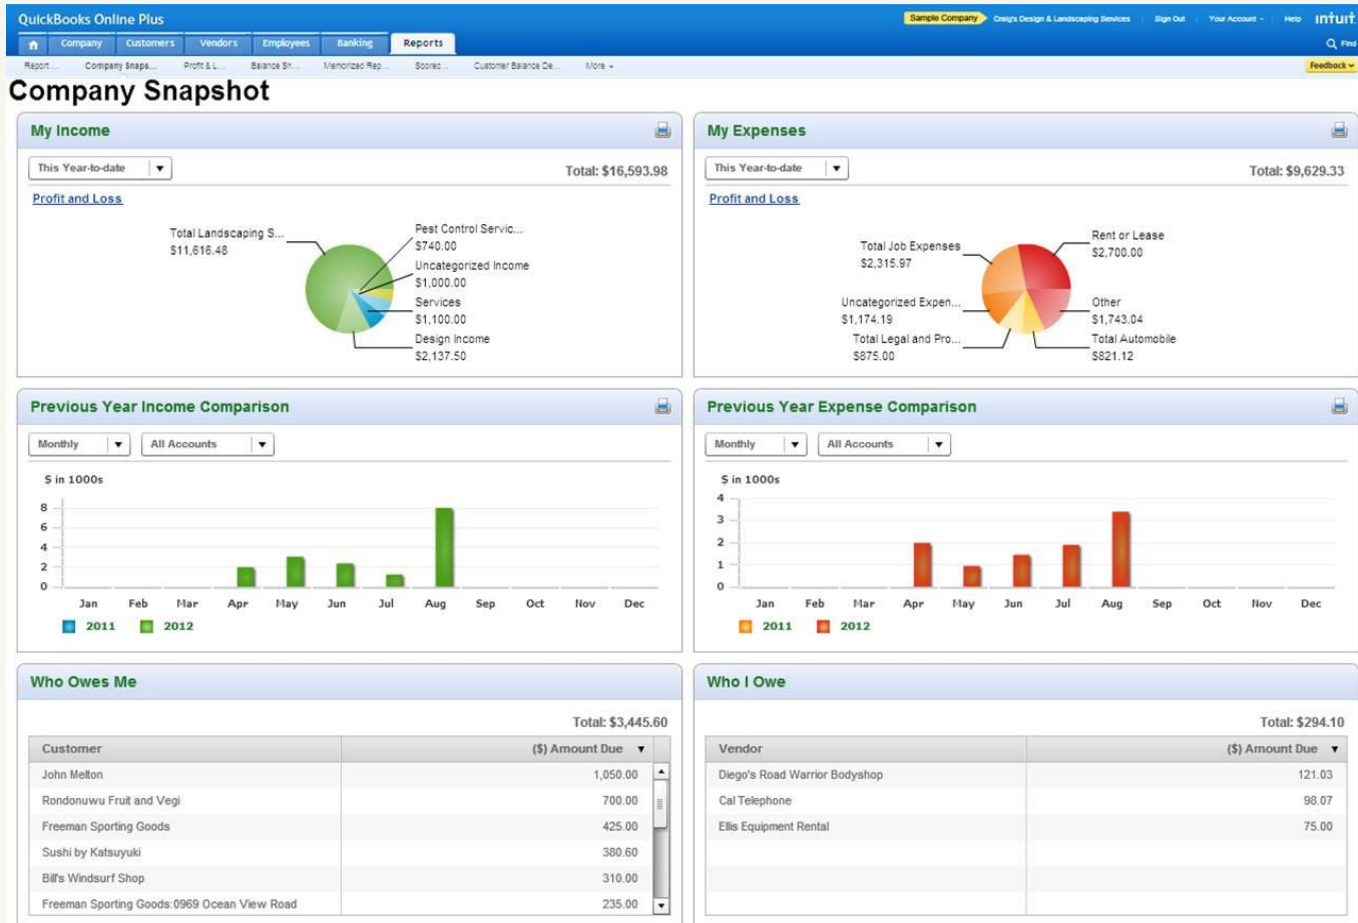 QuickBooks Online Plus
Sample Company Craig's Design & Landscaping Services Sign Out Your Account Help intuit.
Company Customers Vendors Employees Banking Reports
Find
Report ... Company Snaps... Profit & L... Balance Sh... Memorized Rep... Scorec... Customer Balance De... More
Feedback
Company Snapshot
My Income
This Year-to-date
Total: $16,593.98
Profit and Loss
Total Landscaping S...
$11,616.48
Pest Control Servic...
$740.00
Uncategorized Income
$1,000.00
Services
$1,100.00
Design Income
$2,137.50
My Expenses
This Year-to-date
Total: $9,629.33
Profit and Loss
Total Job Expenses
$2,315.97
Uncategorized Expen...
$1,174.19
Total Legal and Pro...
$875.00
Rent or Lease
$2,700.00
Other
$1,743.04
Total Automobile
$821.12
Previous Year Income Comparison
Monthly All Accounts
$ in 1000s
8
6
4
2
0
Jan Feb Mar Apr May Jun Jul Aug Sep Oct Nov Dec
2011 2012
Previous Year Expense Comparison
Monthly All Accounts
$ in 1000s
4
3
2
1
0
Jan Feb Mar Apr May Jun Jul Aug Sep Oct Nov Dec
2011 2012
Who Owes Me
Total: $3,445.60
Customer ($) Amount Due
John Melton 1,050.00
Rondonuwu Fruit and Vegi 700.00
Freeman Sporting Goods 425.00
Sushi by Katsuyuki 380.60
Bill's Windsurf Shop 310.00
Freeman Sporting Goods:0969 Ocean View Road 235.00
Who I Owe
Total: $294.10
Vendor ($) Amount Due
Diego's Road Warrior Bodyshop 121.03
Cal Telephone 98.07
Ellis Equipment Rental 75.00